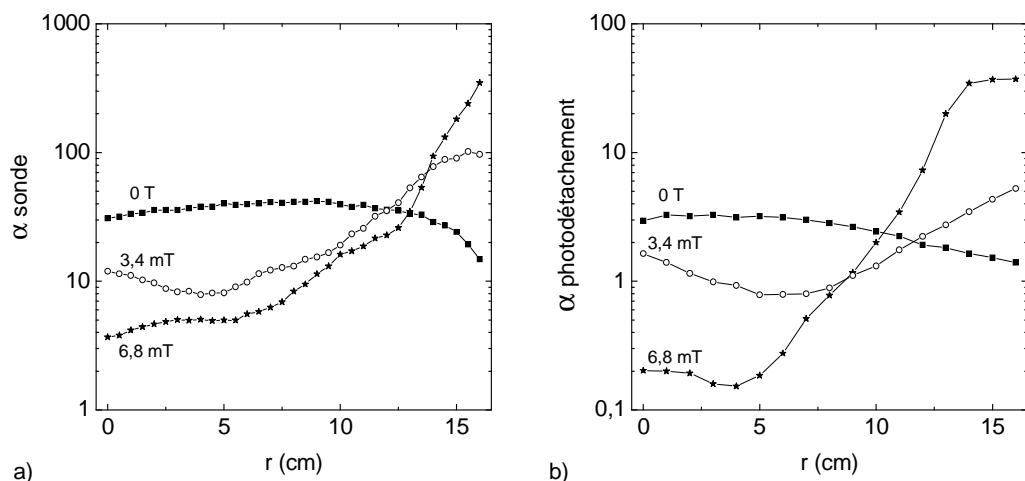 1000
100
10
1
α sonde
0 T
3,4 mT
6,8 mT
0 5 10 15
r (cm)
a)
100
10
1
0,1
α photodétachement
0 T
3,4 mT
6,8 mT
0 5 10 15
r (cm)
b)